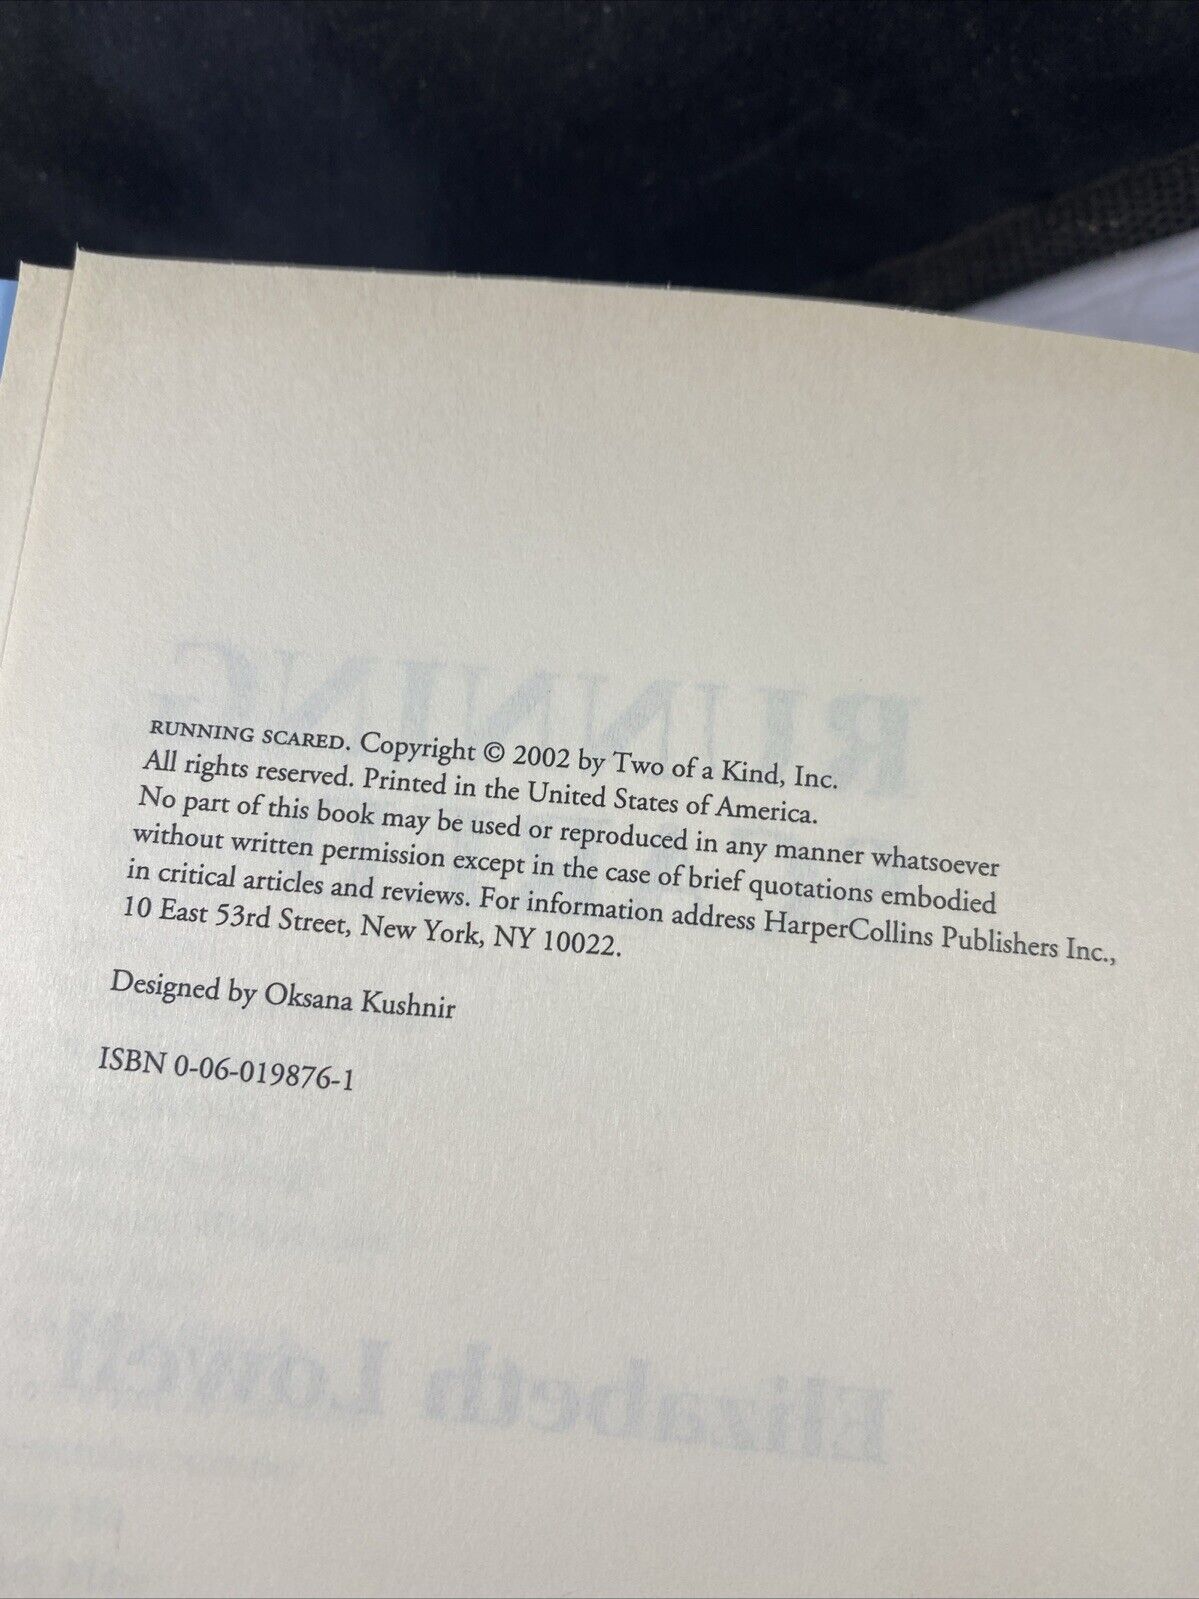 RUNNING SCARED. Copyright © 2002 by Two of a Kind, Inc.
All rights reserved. Printed in the United States of America.
No part of this book may be used or reproduced in any manner whatsoever
without written permission except in the case of brief quotations embodied
in critical articles and reviews. For information address HarperCollins Publishers Inc.,
10 East 53rd Street, New York, NY 10022.
Designed by Oksana Kushnir
ISBN 0-06-019876-1
RUNNING
Elizabeth Lowell